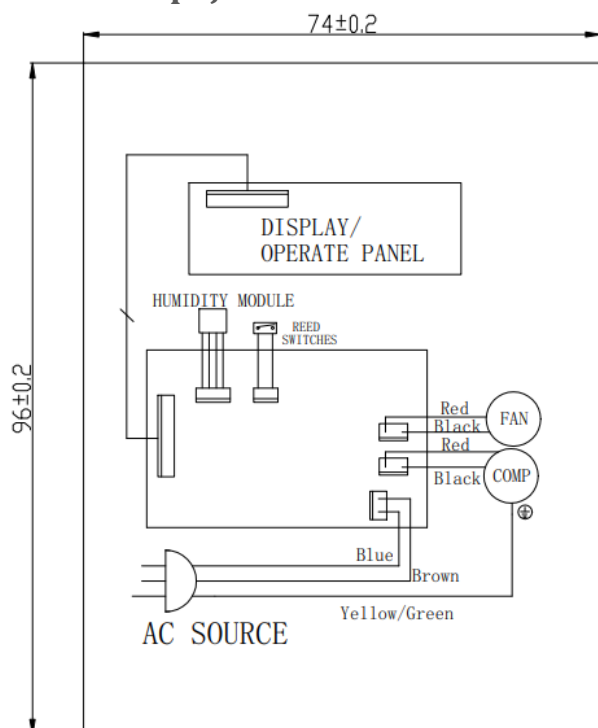 74±0.2
96±0.2
DISPLAY/
OPERATE PANEL
HUMIDITY MODULE
REED
SWITCHES
Red
Black
FAN
Red
Black
COMP
Blue
Brown
Yellow/Green
AC SOURCE